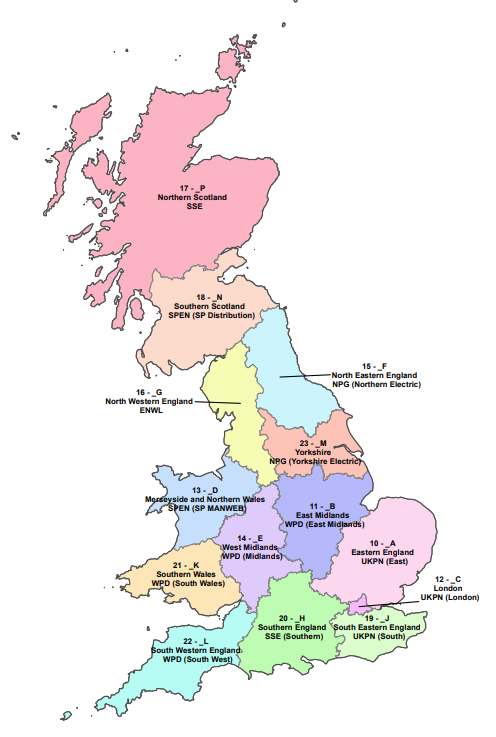 17 - _P
Northern Scotland
SSE
18 - _N
Southern Scotland
SPEN (SP Distribution)
15 - _F
North Eastern England
NPG (Northern Electric)
16 - _G
North Western England
ENWL
23 - _M
Yorkshire
NPG (Yorkshire Electric)
13 - _D
Merseyside and Northern Wales
SPEN (SP MANWEB)
11 - _B
East Midlands
WPD (East Midlands)
14 - _E
West Midlands
WPD (Midlands)
10 - _A
Eastern England
UKPN (East)
21 - _K
Southern Wales
WPD (South Wales)
12 - _C
London
UKPN (London)
20 - _H
Southern England
SSE (Southern)
19 - _J
South Eastern England
UKPN (South)
22 - _L
South Western England
WPD (South West)